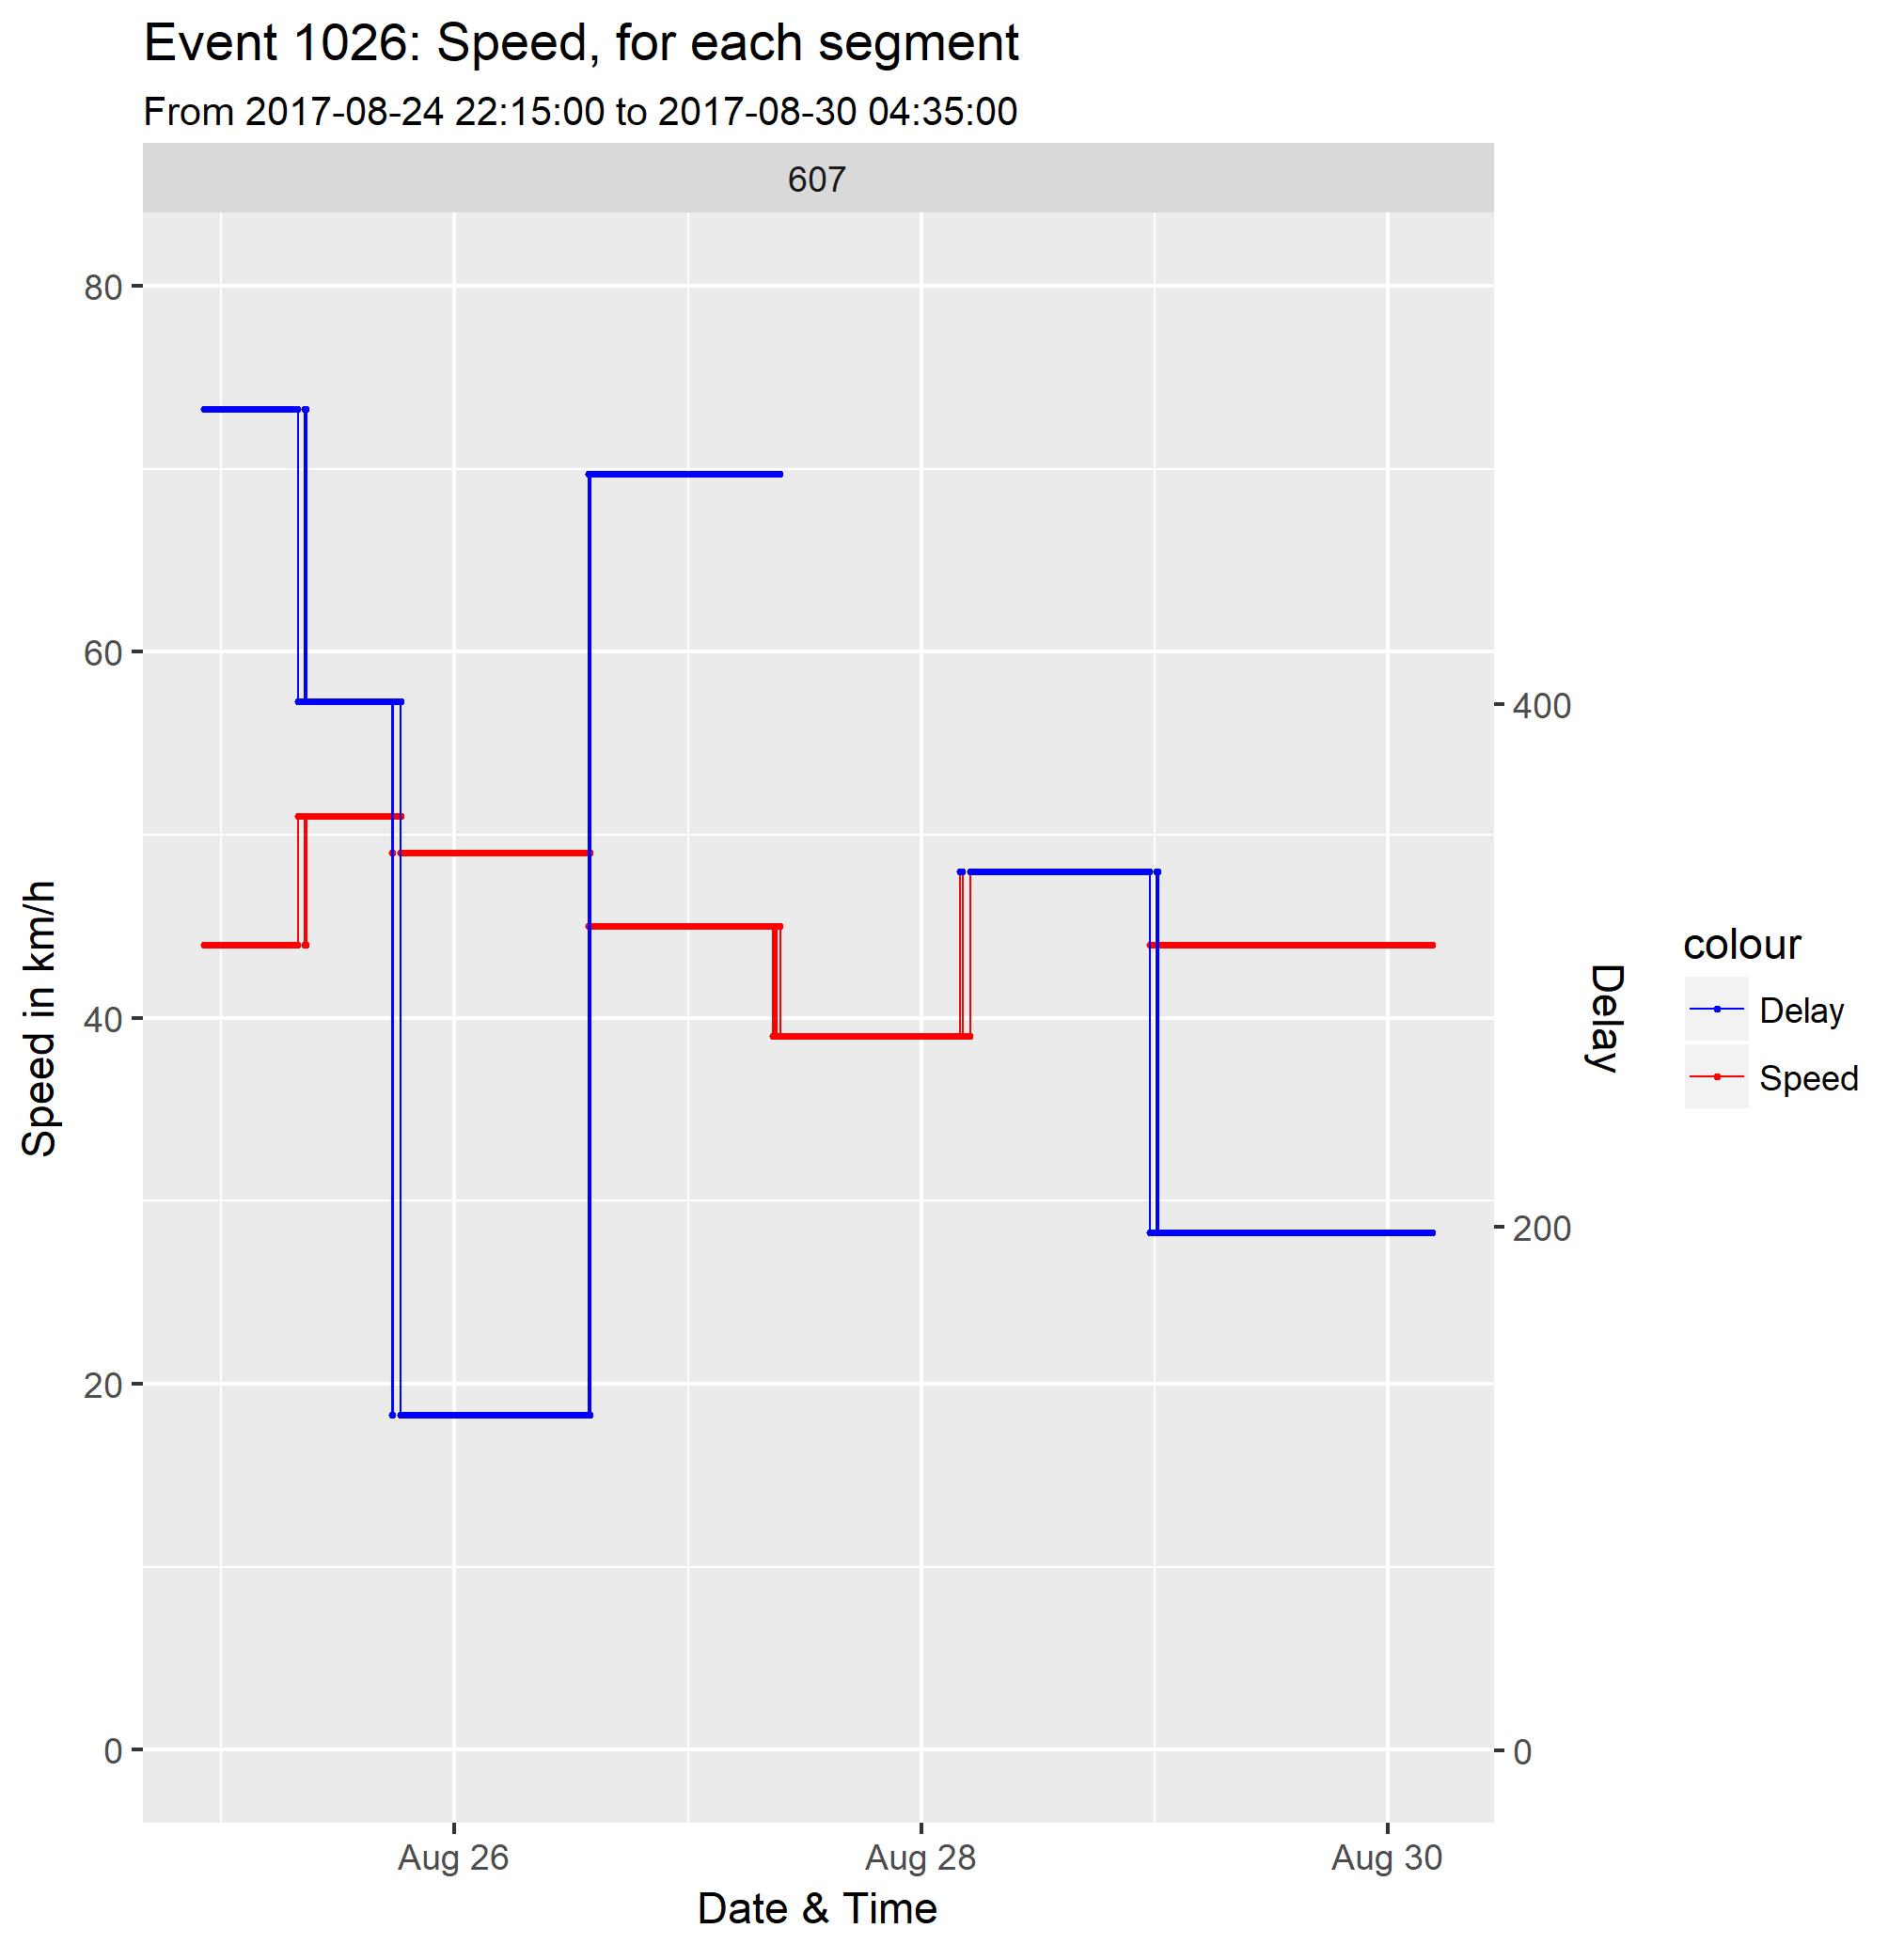 Event 1026: Speed, for each segment
From 2017-08-24 22:15:00 to 2017-08-30 04:35:00
607
80
60
40
20
0
Speed in km/h
400
200
0
Delay
Aug 26
Aug 28
Aug 30
Date & Time
colour
Delay
Speed